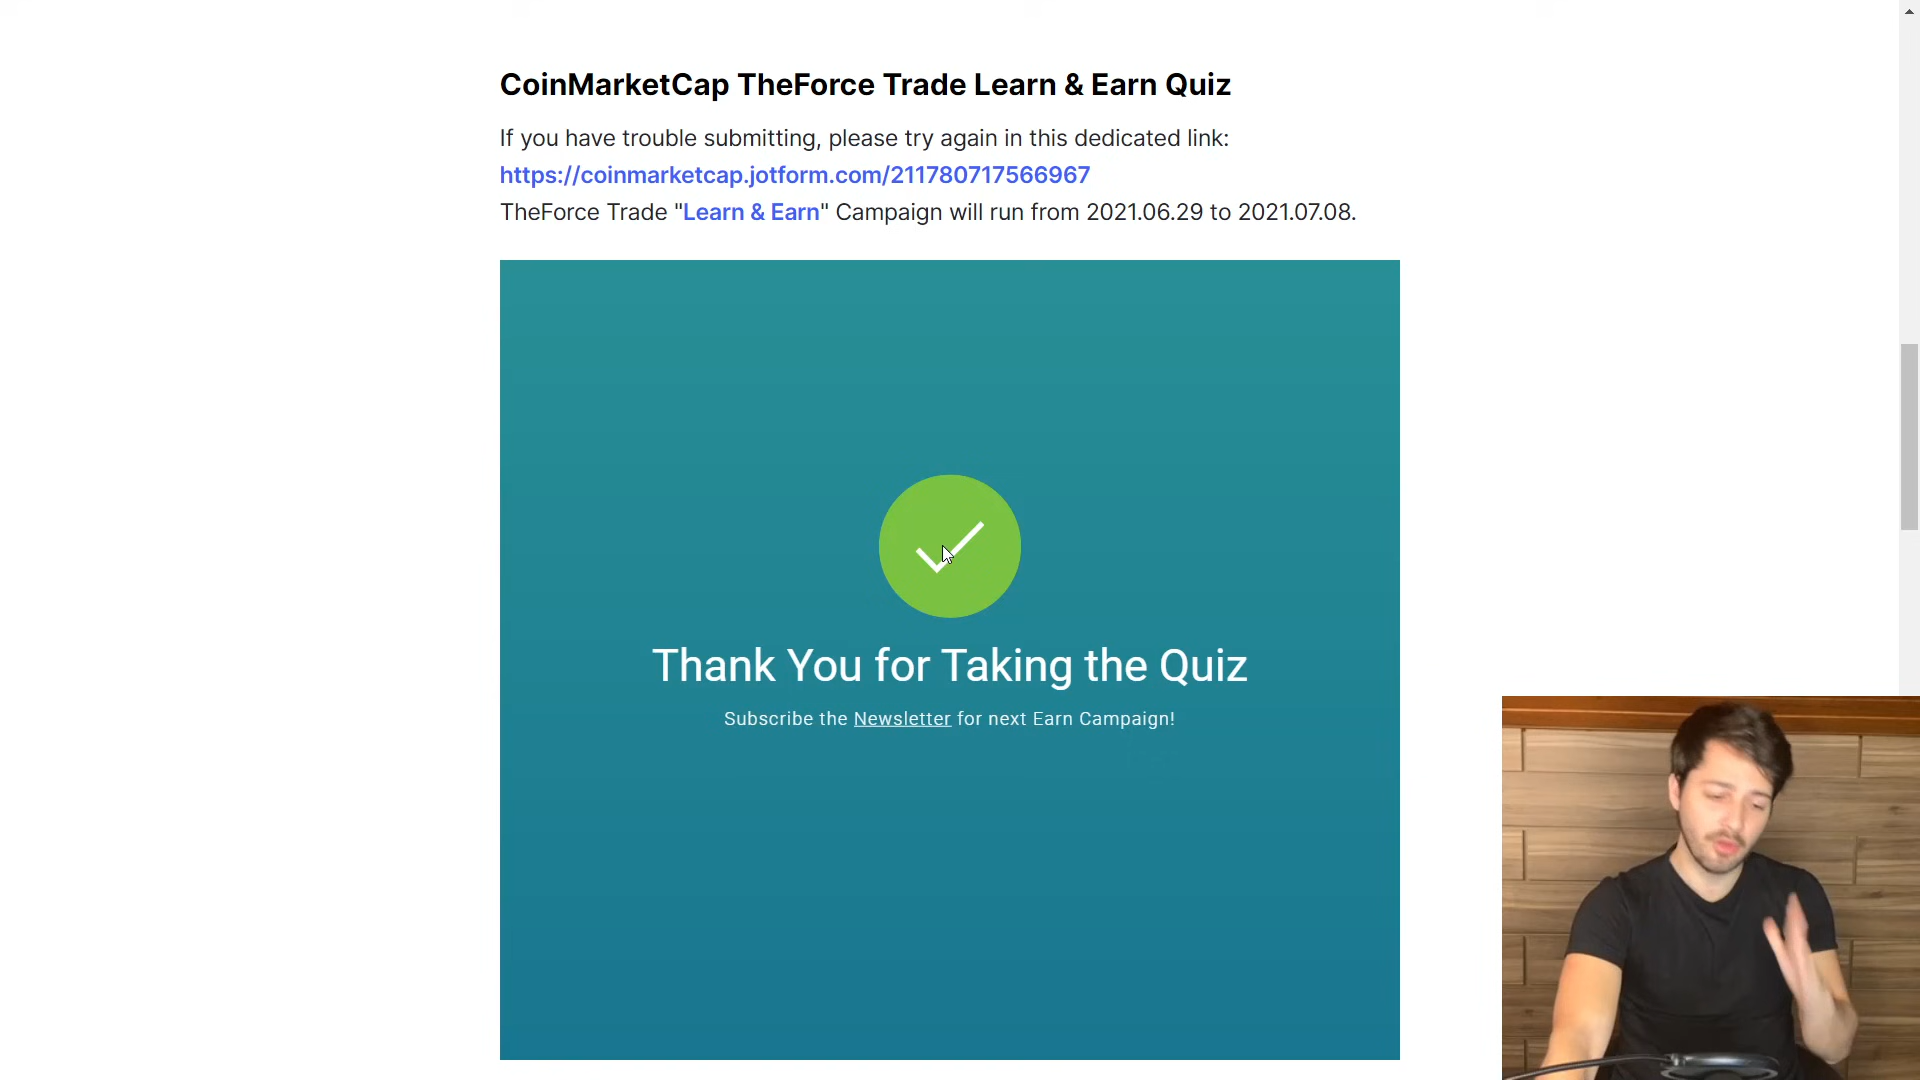 CoinMarketCap TheForce Trade Learn & Earn Quiz
If you have trouble submitting, please try again in this dedicated link:
https://coinmarketcap.jotform.com/211780717566967
TheForce Trade "Learn & Earn" Campaign will run from 2021.06.29 to 2021.07.08.
Thank You for Taking the Quiz
Subscribe the Newsletter for next Earn Campaign!